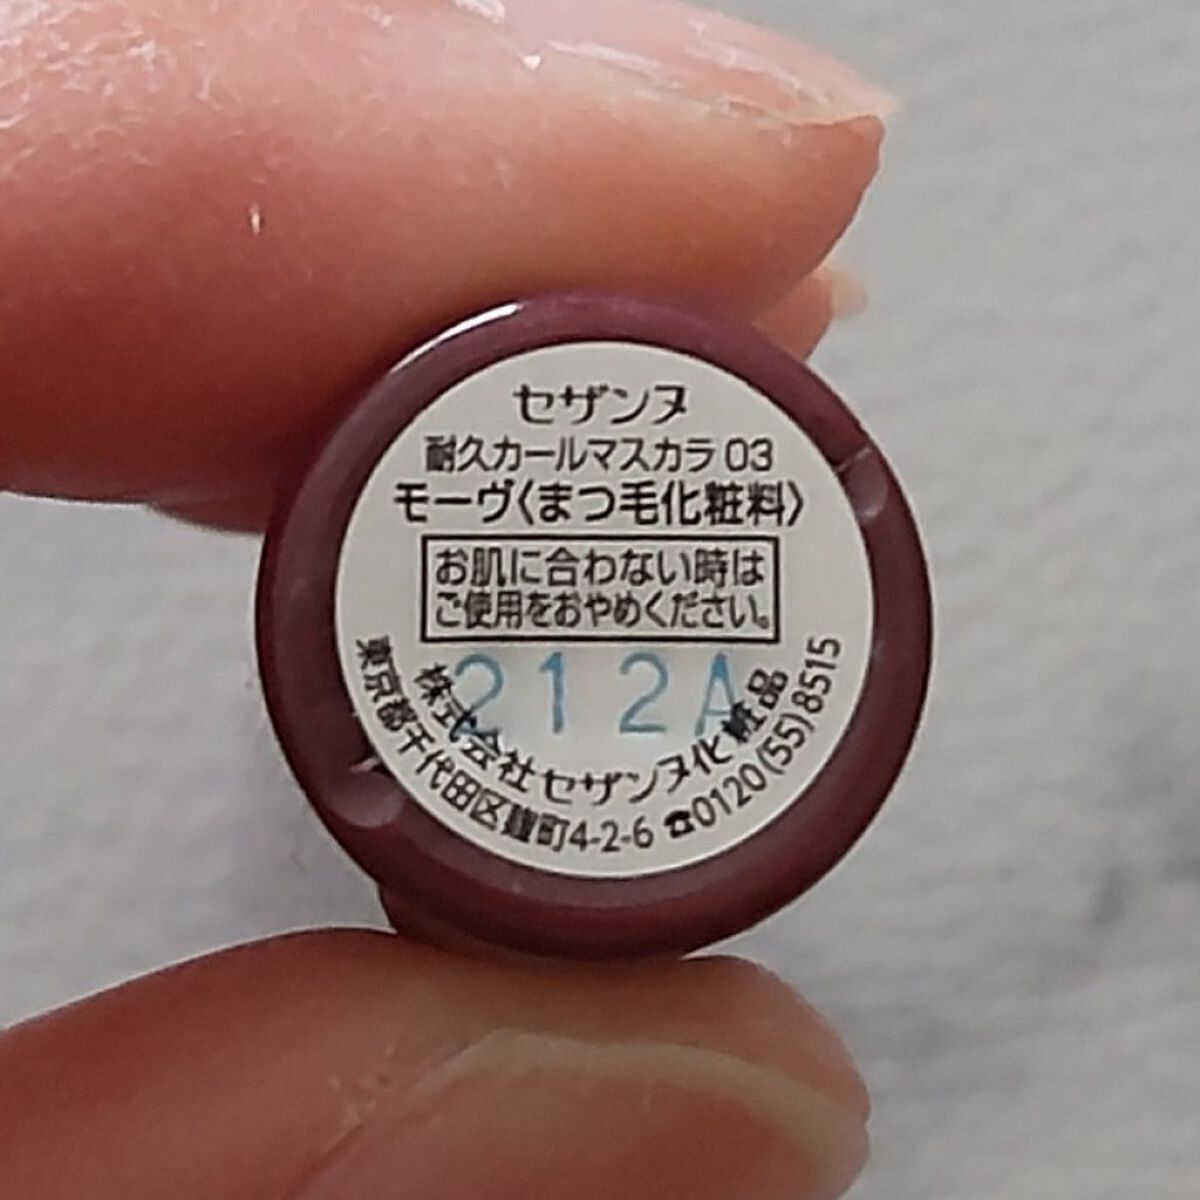 セザンヌ
耐久カールマスカラ 03
モーヴ〈まつ毛化粧料〉
お肌に合わない時は
ご使用をおやめください。
212A
株式会社セザンヌ化粧品
東京都千代田区麹町4-2-6 ☎0120(55)8515